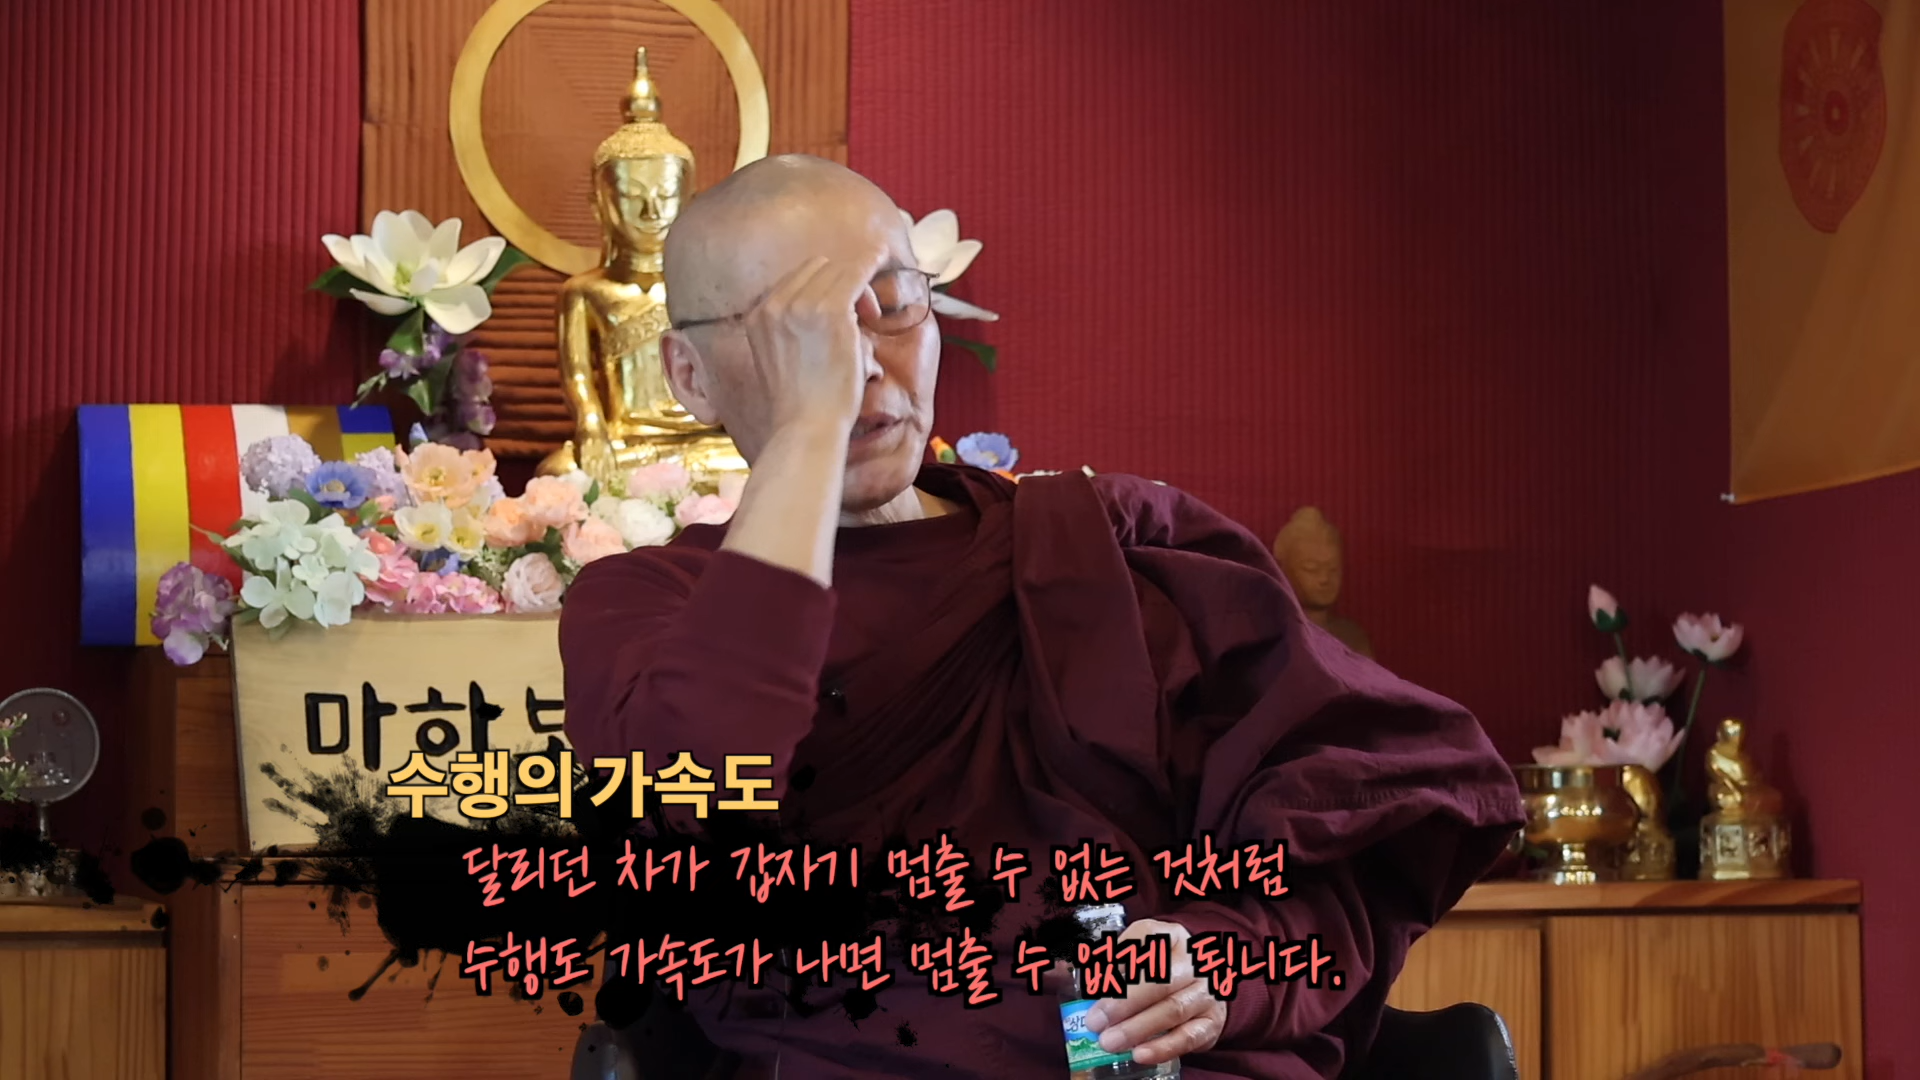 마하
수행의 가속도
달리던 차가 갑자기 멈출 수 없는 것처럼
수행도 가속도가 나면 멈출 수 없게 됩니다.